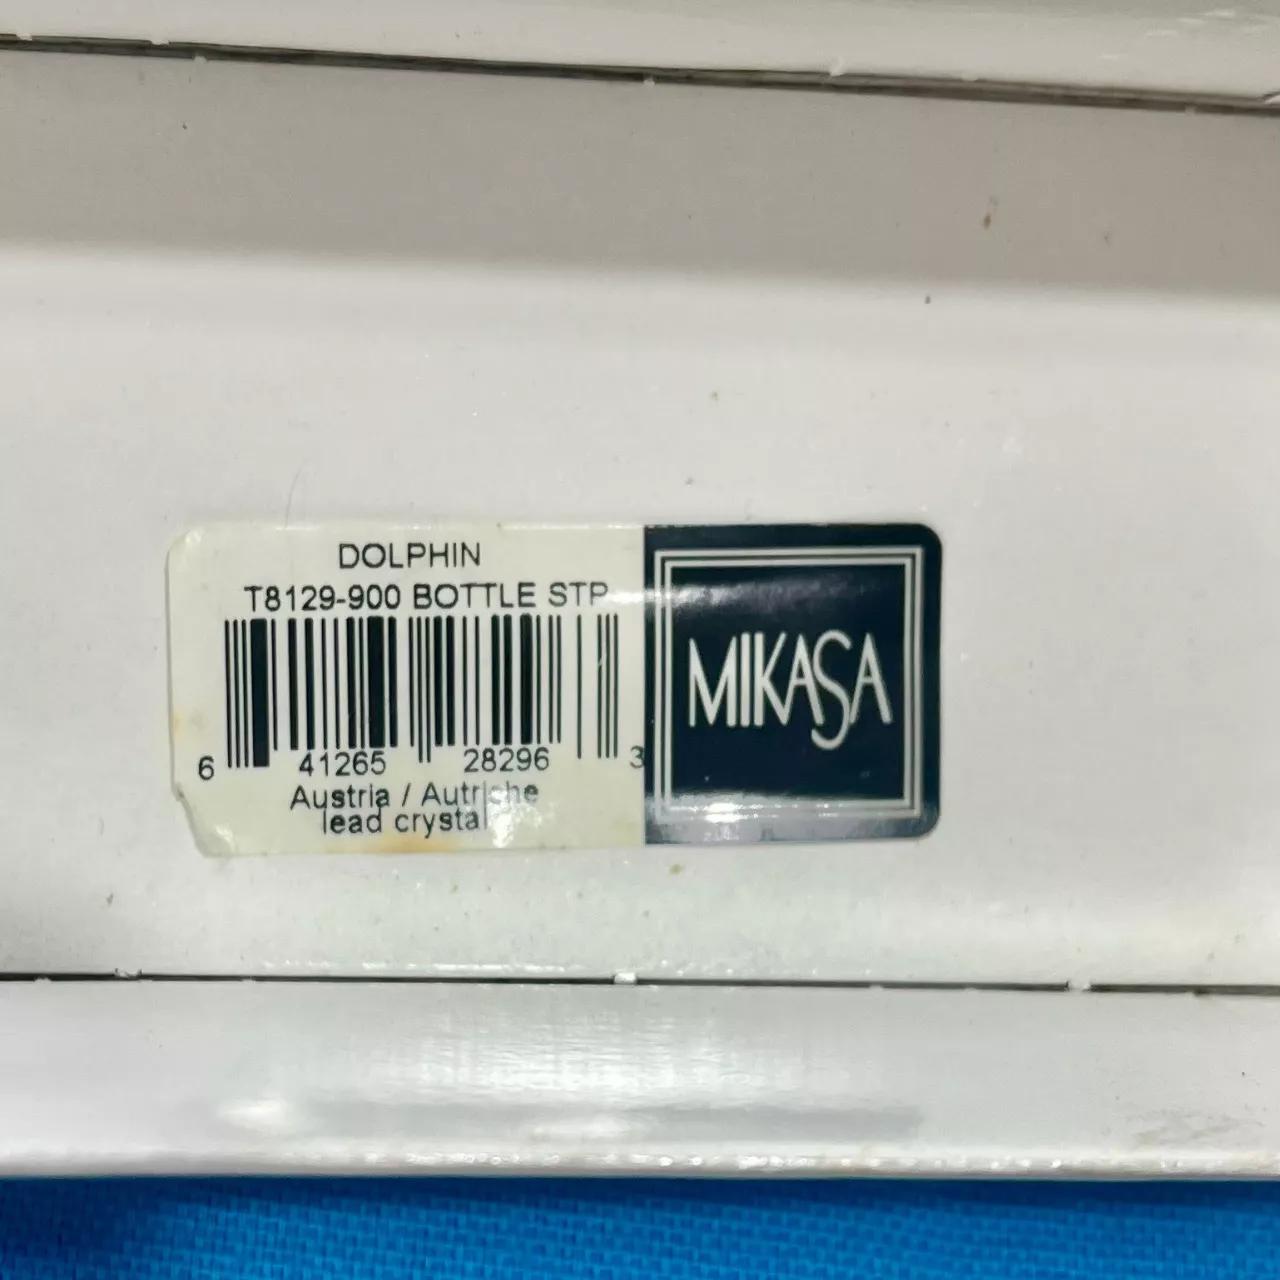 DOLPHIN
T8129-900 BOTTLE STP
6 41265 28296 3
Austria / Autriche
lead crystal
MIKASA